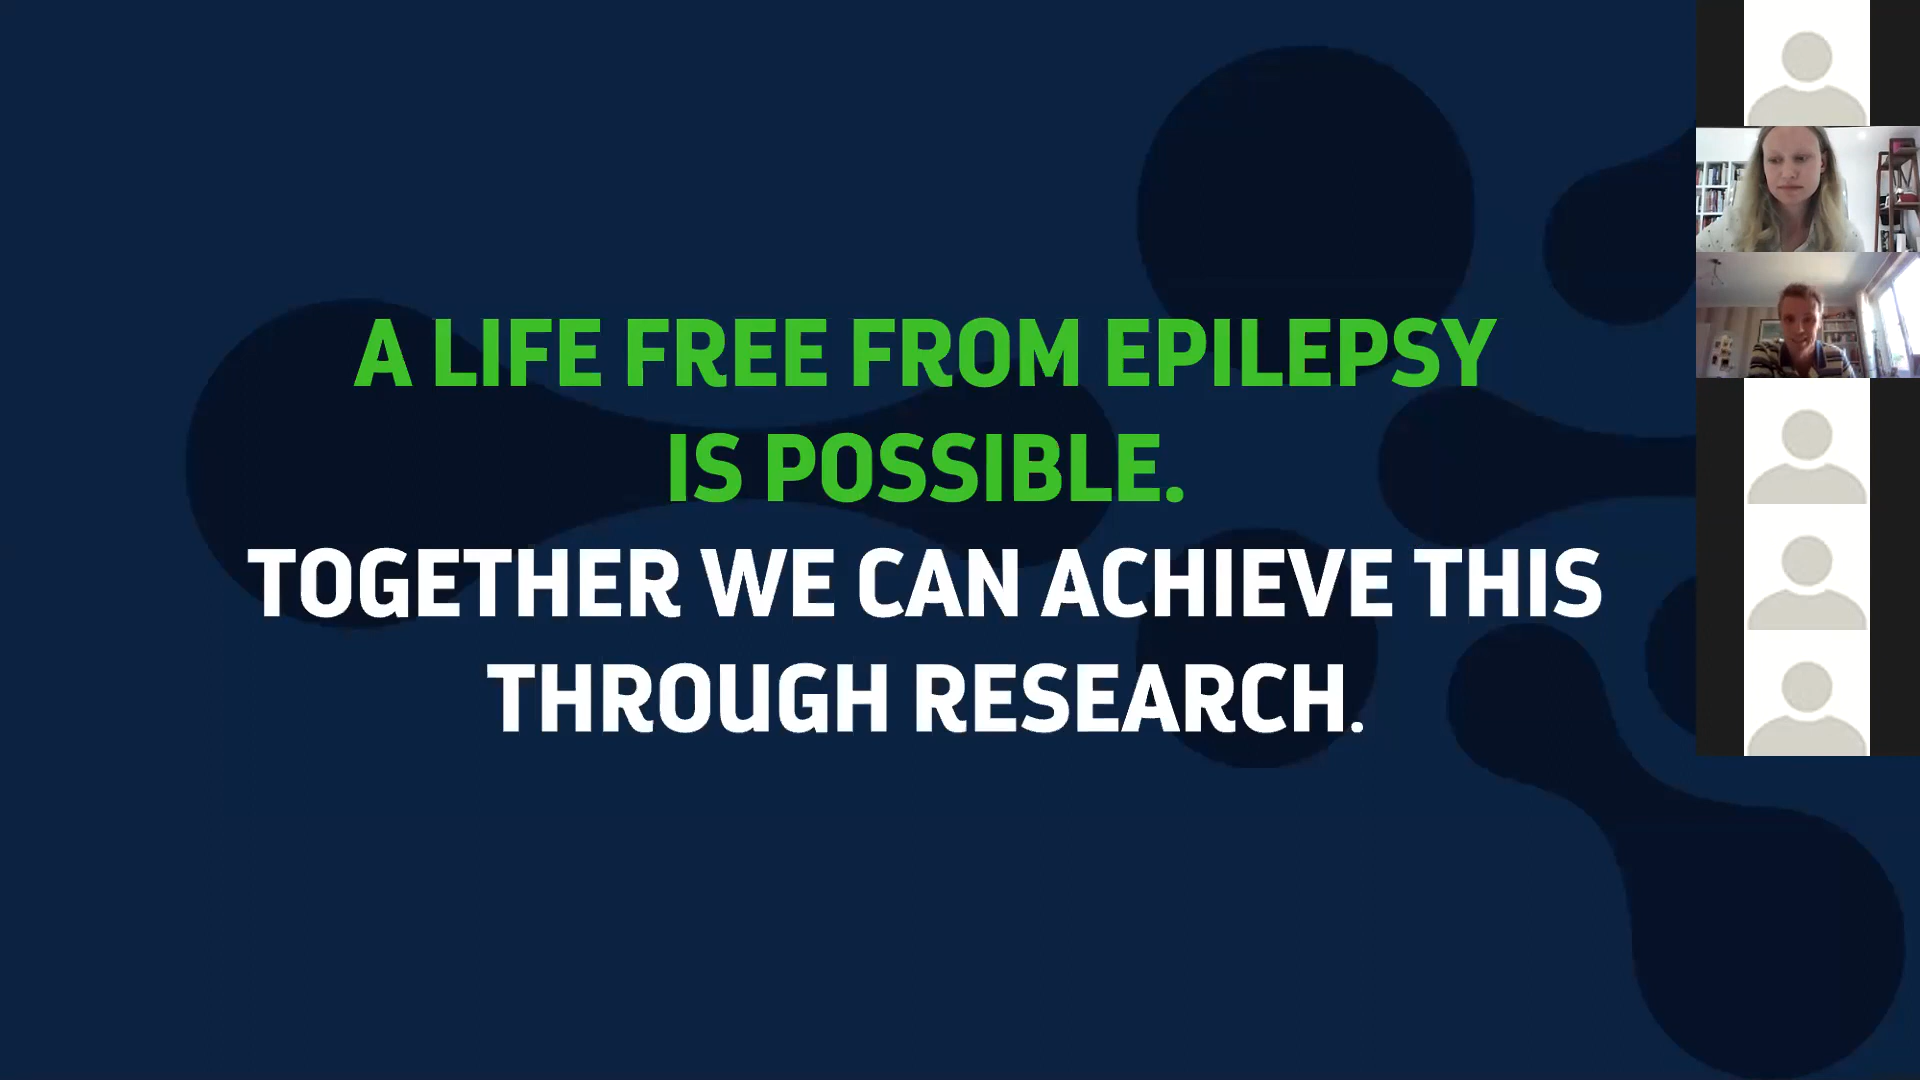 A LIFE FREE FROM EPILEPSY
IS POSSIBLE.
TOGETHER WE CAN ACHIEVE THIS
THROUGH RESEARCH.